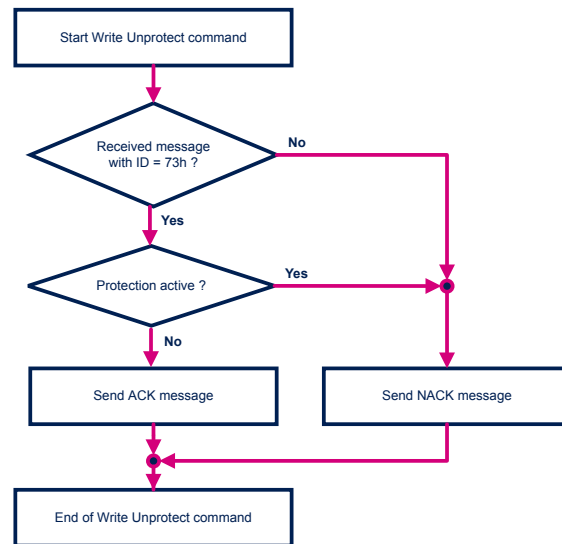 Start Write Unprotect command
Received message
with ID = 73h ?
No
Yes
Protection active ?
Yes
No
Send ACK message
Send NACK message
End of Write Unprotect command